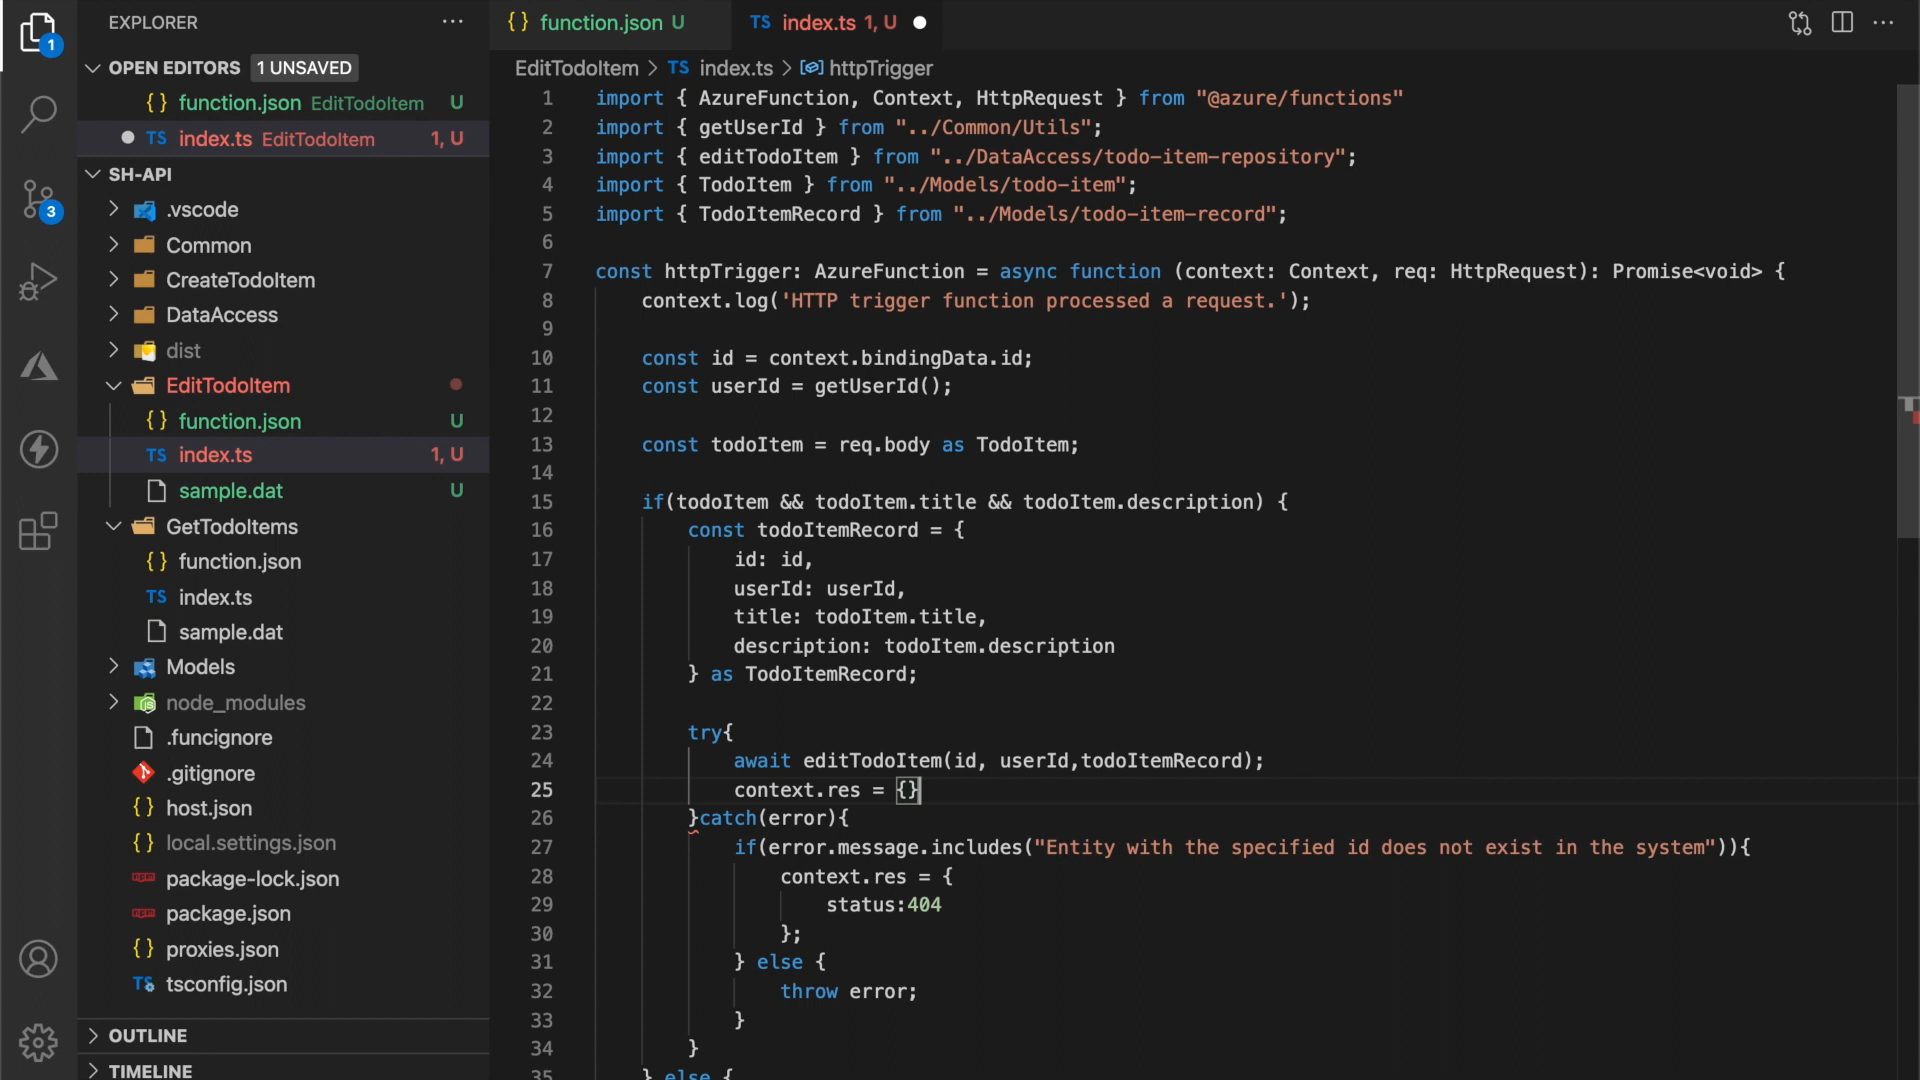 EXPLORER
···
OPEN EDITORS 1 UNSAVED
{} function.json EditTodoItem U
TS index.ts EditTodoItem 1, U
SH-API
.vscode
Common
CreateTodoItem
DataAccess
dist
EditTodoItem
{} function.json U
TS index.ts 1, U
sample.dat U
GetTodoItems
{} function.json
TS index.ts
sample.dat
Models
node_modules
.funcignore
.gitignore
{} host.json
{} local.settings.json
package-lock.json
package.json
{} proxies.json
TS tsconfig.json
OUTLINE
TIMELINE
1
3
{} function.json U
TS index.ts 1, U
EditTodoItem > TS index.ts > httpTrigger
1 import { AzureFunction, Context, HttpRequest } from "@azure/functions"
2 import { getUserId } from "../Common/Utils";
3 import { editTodoItem } from "../DataAccess/todo-item-repository";
4 import { TodoItem } from "../Models/todo-item";
5 import { TodoItemRecord } from "../Models/todo-item-record";
6
7 const httpTrigger: AzureFunction = async function (context: Context, req: HttpRequest): Promise<void> {
8 context.log('HTTP trigger function processed a request.');
9
10 const id = context.bindingData.id;
11 const userId = getUserId();
12
13 const todoItem = req.body as TodoItem;
14
15 if(todoItem && todoItem.title && todoItem.description) {
16 const todoItemRecord = {
17 id: id,
18 userId: userId,
19 title: todoItem.title,
20 description: todoItem.description
21 } as TodoItemRecord;
22
23 try{
24 await editTodoItem(id, userId,todoItemRecord);
25 context.res = {}
26 }catch(error){
27 if(error.message.includes("Entity with the specified id does not exist in the system")){
28 context.res = {
29 status:404
30 };
31 } else {
32 throw error;
33 }
34 }
35 } else {